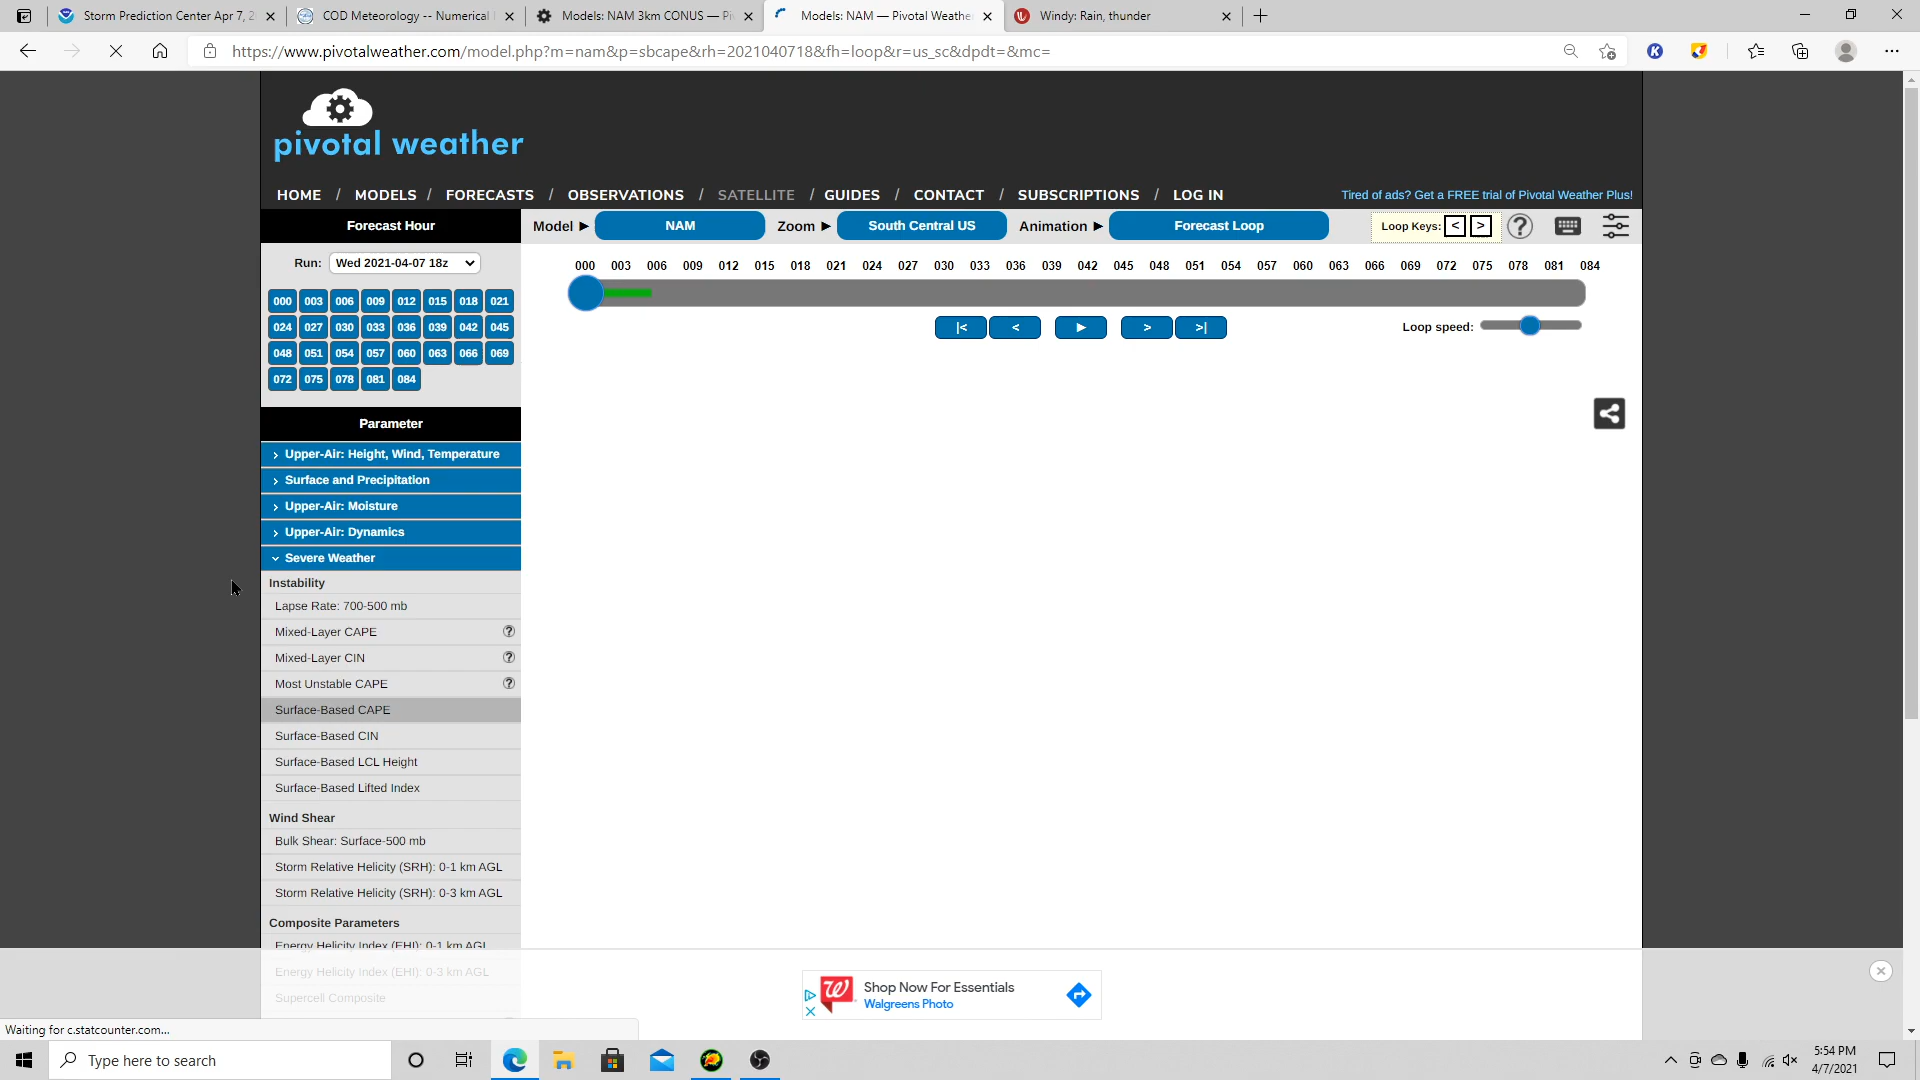 Storm Prediction Center Apr 7, 2
COD Meteorology -- Numerical
Models: NAM 3km CONUS — Pi
Models: NAM — Pivotal Weathe
Windy: Rain, thunder
https://www.pivotalweather.com/model.php?m=nam&p=sbcape&rh=2021040718&fh=loop&r=us_sc&dpdt=&mc=
pivotal weather
HOME / MODELS / FORECASTS / OBSERVATIONS / SATELLITE / GUIDES / CONTACT / SUBSCRIPTIONS / LOG IN
Tired of ads? Get a FREE trial of Pivotal Weather Plus!
Forecast Hour
Model ▶ NAM Zoom ▶ South Central US Animation ▶ Forecast Loop
Loop Keys: < > ?
Run: Wed 2021-04-07 18z
000 003 006 009 012 015 018 021 024 027 030 033 036 039 042 045 048 051 054 057 060 063 066 069 072 075 078 081 084
000 003 006 009 012 015 018 021
024 027 030 033 036 039 042 045
048 051 054 057 060 063 066 069
072 075 078 081 084
|< < ▶ > >|
Loop speed:
Parameter
› Upper-Air: Height, Wind, Temperature
› Surface and Precipitation
› Upper-Air: Moisture
› Upper-Air: Dynamics
Severe Weather
Instability
Lapse Rate: 700-500 mb
Mixed-Layer CAPE ?
Mixed-Layer CIN ?
Most Unstable CAPE ?
Surface-Based CAPE
Surface-Based CIN
Surface-Based LCL Height
Surface-Based Lifted Index
Wind Shear
Bulk Shear: Surface-500 mb
Storm Relative Helicity (SRH): 0-1 km AGL
Storm Relative Helicity (SRH): 0-3 km AGL
Composite Parameters
Energy Helicity Index (EHI): 0-1 km AGL
Energy Helicity Index (EHI): 0-3 km AGL
Supercell Composite
Shop Now For Essentials
Walgreens Photo
Waiting for c.statcounter.com...
Type here to search
5:54 PM
4/7/2021